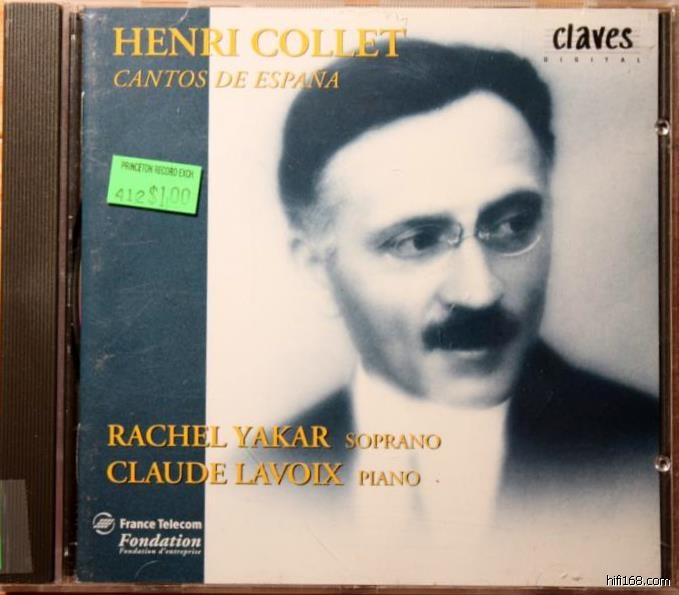 HENRI COLLET
CANTOS DE ESPAÑA
claves
DIGITAL
PRINCETON RECORD EXCH
412 $1.00
RACHEL YAKAR SOPRANO
CLAUDE LAVOIX PIANO
France Telecom
Fondation
Fondation d'entreprise
hifi168.com